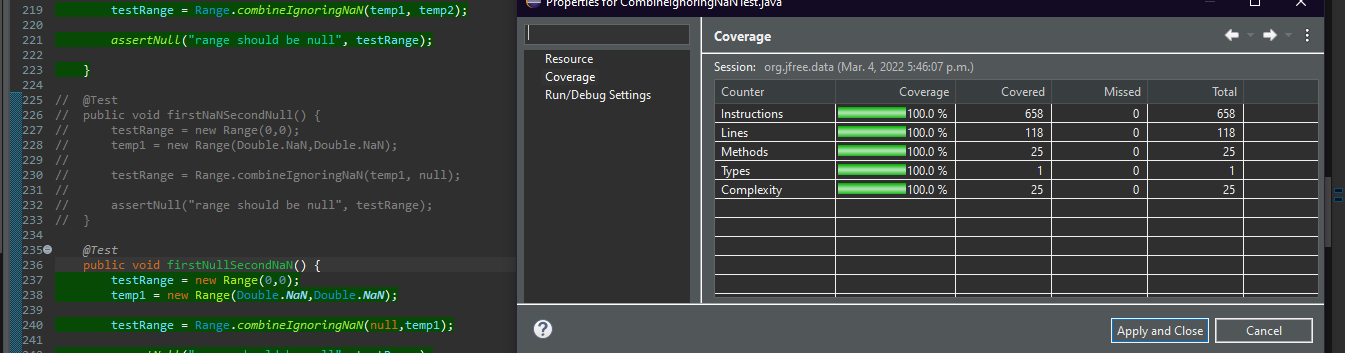 219 testRange = Range.combineIgnoringNaN(temp1, temp2);
220
221 assertNull("range should be null", testRange);
222
223 }
224
225 // @Test
226 // public void firstNaNSecondNull() {
227 // testRange = new Range(0,0);
228 // temp1 = new Range(Double.NaN,Double.NaN);
229 //
230 // testRange = Range.combineIgnoringNaN(temp1, null);
231 //
232 // assertNull("range should be null", testRange);
233 // }
234
235 @Test
236 public void firstNullSecondNaN() {
237 testRange = new Range(0,0);
238 temp1 = new Range(Double.NaN,Double.NaN);
239
240 testRange = Range.combineIgnoringNaN(null,temp1);
241
Properties for CombineIgnoringNaNTest.java
Resource
Coverage
Run/Debug Settings
Coverage
Session: org.jfree.data (Mar. 4, 2022 5:46:07 p.m.)
Counter Coverage Covered Missed Total
Instructions 100.0 % 658 0 658
Lines 100.0 % 118 0 118
Methods 100.0 % 25 0 25
Types 100.0 % 1 0 1
Complexity 100.0 % 25 0 25
?
Apply and Close
Cancel